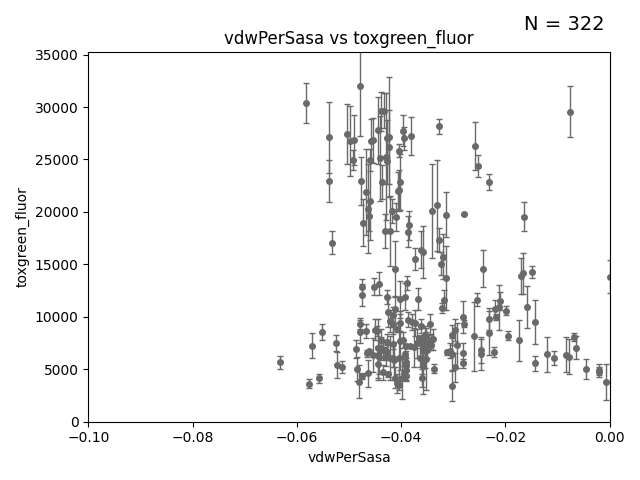 N = 322
vdwPerSasa vs toxgreen_fluor
35000
30000
25000
20000
15000
10000
5000
0
toxgreen_fluor
−0.10 −0.08 −0.06 −0.04 −0.02 0.00
vdwPerSasa